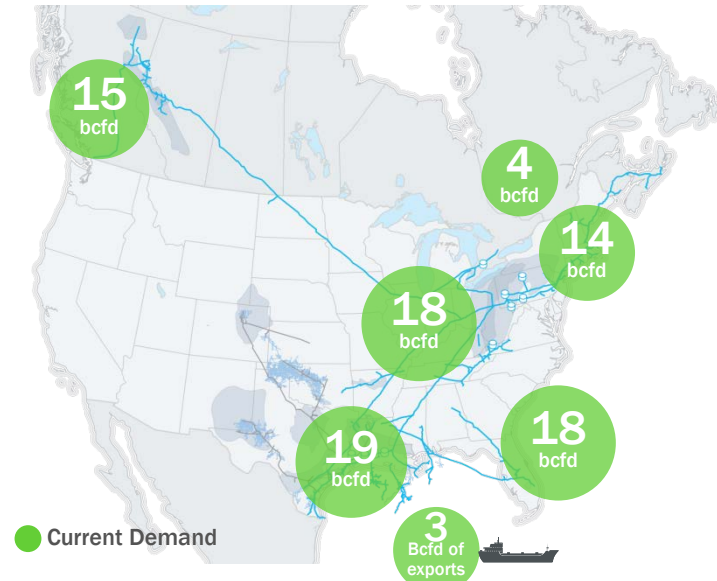 15
bcfd
4
bcfd
14
bcfd
18
bcfd
19
bcfd
18
bcfd
3
Bcfd of
exports
Current Demand